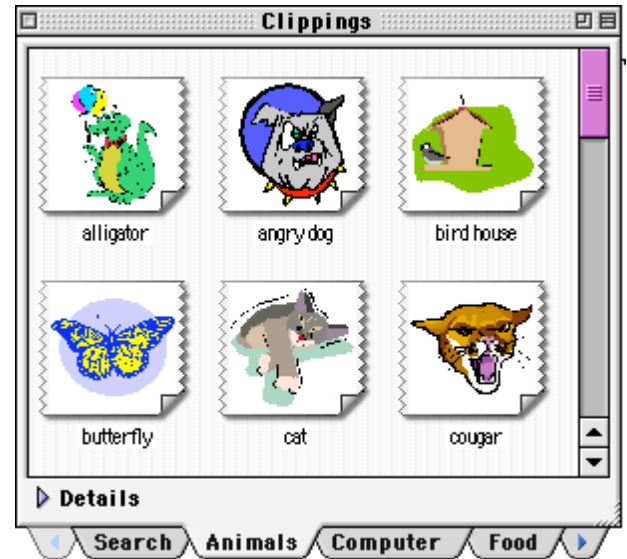 Clippings
alligator angry dog bird house
butterfly cat cougar
Details
Search Animals Computer Food